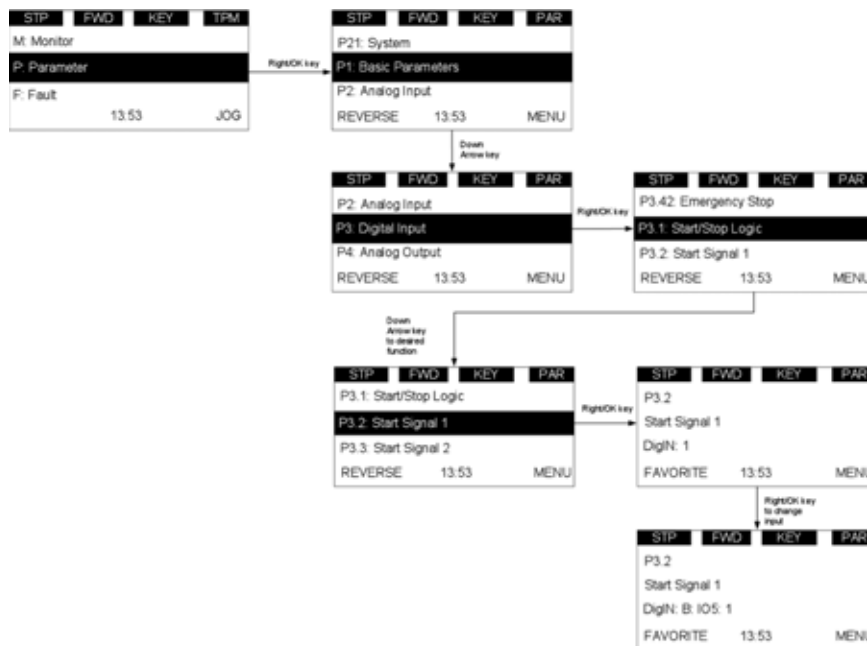 STP FWD KEY TPM
M: Monitor
P: Parameter
F: Fault
13:53 JOG
Right/OK key
STP FWD KEY PAR
P21: System
P1: Basic Parameters
P2: Analog Input
REVERSE 13:53 MENU
Down
Arrow key
STP FWD KEY PAR
P2: Analog Input
P3: Digital Input
P4: Analog Output
REVERSE 13:53 MENU
Right/OK key
STP FWD KEY PAR
P3.42: Emergency Stop
P3.1: Start/Stop Logic
P3.2: Start Signal 1
REVERSE 13:53 MENU
Down
Arrow key
to desired
function
STP FWD KEY PAR
P3.1: Start/Stop Logic
P3.2: Start Signal 1
P3.3: Start Signal 2
REVERSE 13:53 MENU
Right/OK key
STP FWD KEY PAR
P3.2
Start Signal 1
DigIN: 1
FAVORITE 13:53 MENU
Right/OK key
to change
input
STP FWD KEY PAR
P3.2
Start Signal 1
DigIN: B: IO5: 1
FAVORITE 13:53 MENU